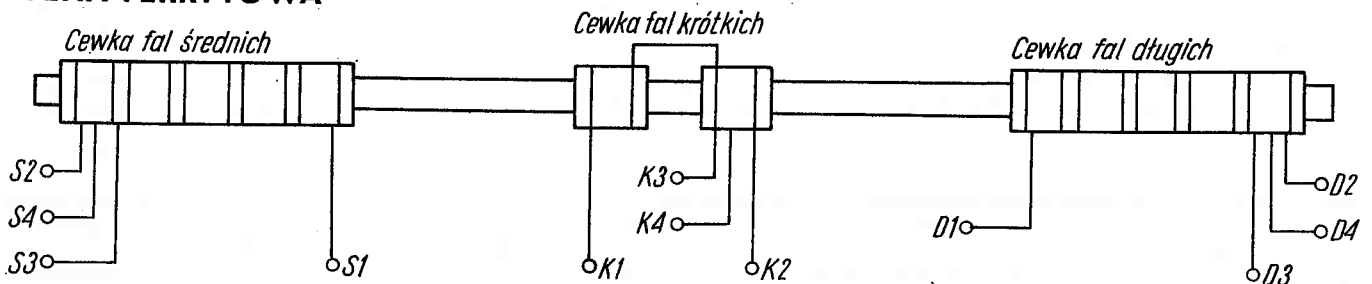 Cewka fal średnich
Cewka fal krótkich
Cewka fal długich
S2
S4
S3
S1
K3
K4
K1
K2
D1
D2
D4
D3